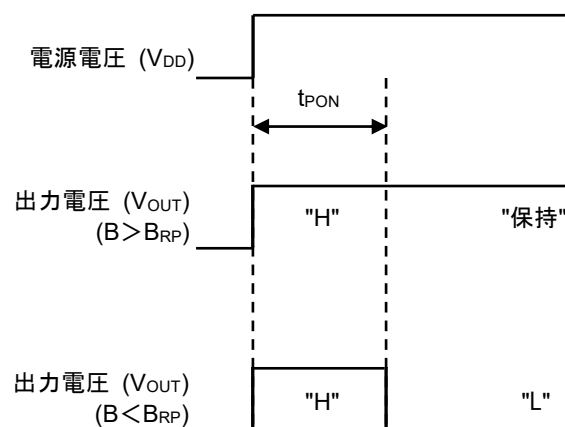 電源電圧 (VDD)
tPON
出力電圧 (VOUT)
(B＞BRP)
"H"
"保持"
出力電圧 (VOUT)
(B＜BRP)
"H"
"L"